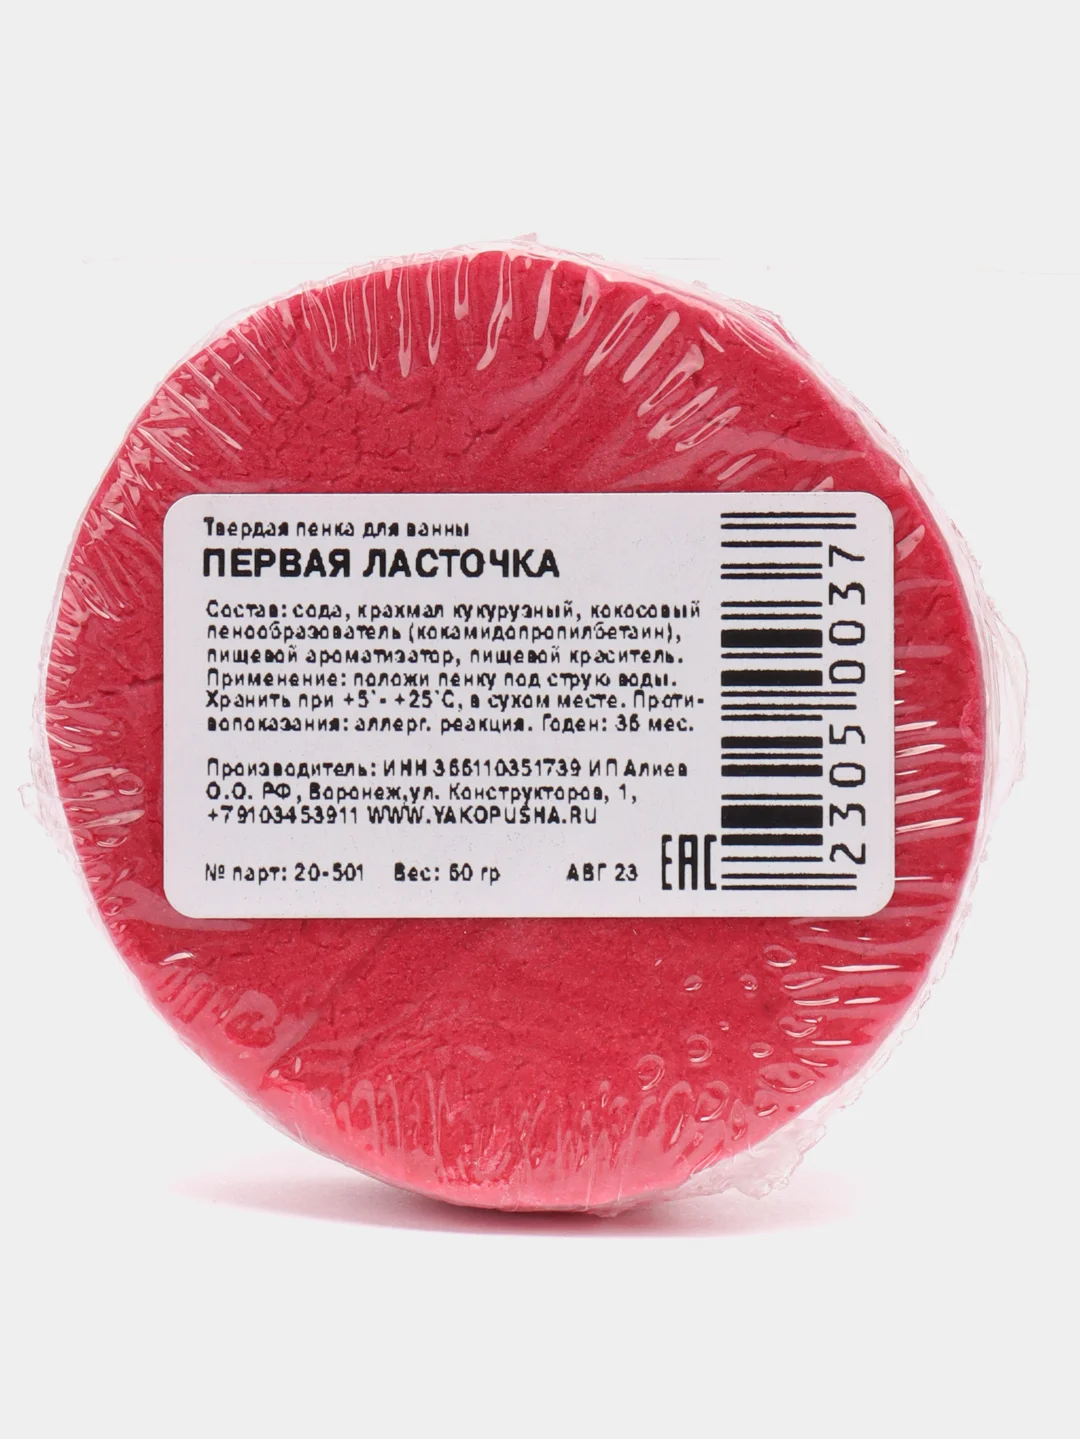 Твердая пенка для ванны
ПЕРВАЯ ЛАСТОЧКА
Состав: сода, крахмал кукурузный, кокосовый
пенообразователь (кокамидопропилбетаин),
пищевой ароматизатор, пищевой краситель.
Применение: положи пенку под струю воды.
Хранить при +5°- +25°С, в сухом месте. Проти-
вопоказания: аллерг. реакция. Годен: 36 мес.
Производитель: ИНН 366110351739 ИП Алиев
О.О. РФ, Воронеж,ул. Конструкторов, 1,
+79103453911 WWW.YAKOPUSHA.RU
№ парт: 20-501 Вес: 60 гр АВГ 23
EAC
2305 00037